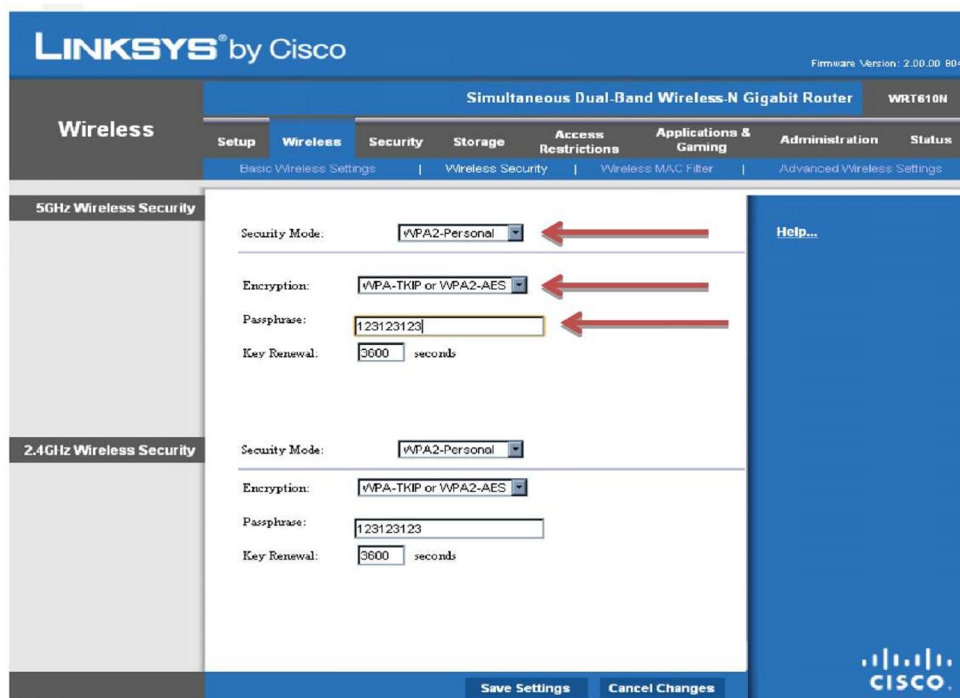 LINKSYS® by Cisco
Firmware Version: 2.00.00 B04
Simultaneous Dual-Band Wireless-N Gigabit Router WRT610N
Wireless
Setup Wireless Security Storage Access Restrictions Applications & Gaming Administration Status
Basic Wireless Settings | Wireless Security | Wireless MAC Filter | Advanced Wireless Settings
5GHz Wireless Security
Security Mode: WPA2-Personal
Help...
Encryption: WPA-TKIP or WPA2-AES
Passphrase: 123123123
Key Renewal: 3600 seconds
2.4GHz Wireless Security
Security Mode: WPA2-Personal
Encryption: WPA-TKIP or WPA2-AES
Passphrase: 123123123
Key Renewal: 3600 seconds
Save Settings Cancel Changes
CISCO.